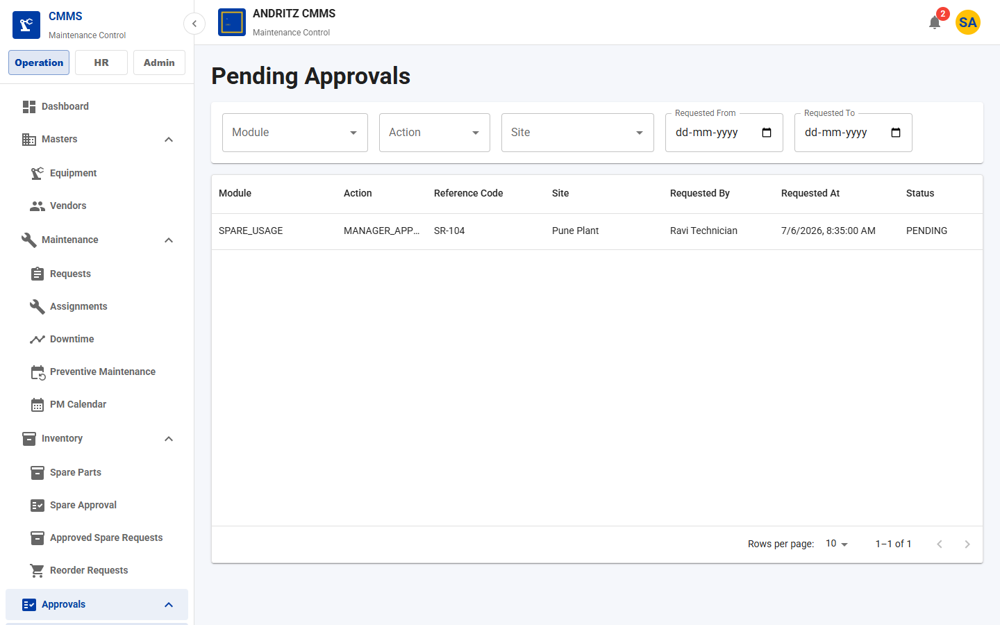 CMMS
Maintenance Control
Operation
HR
Admin
Dashboard
Masters
Equipment
Vendors
Maintenance
Requests
Assignments
Downtime
Preventive Maintenance
PM Calendar
Inventory
Spare Parts
Spare Approval
Approved Spare Requests
Reorder Requests
Approvals
ANDRITZ CMMS
Maintenance Control
2
SA
Pending Approvals
Module
Action
Site
Requested From
dd-mm-yyyy
Requested To
dd-mm-yyyy
Module Action Reference Code Site Requested By Requested At Status
SPARE_USAGE MANAGER_APP... SR-104 Pune Plant Ravi Technician 7/6/2026, 8:35:00 AM PENDING
Rows per page: 10 1–1 of 1